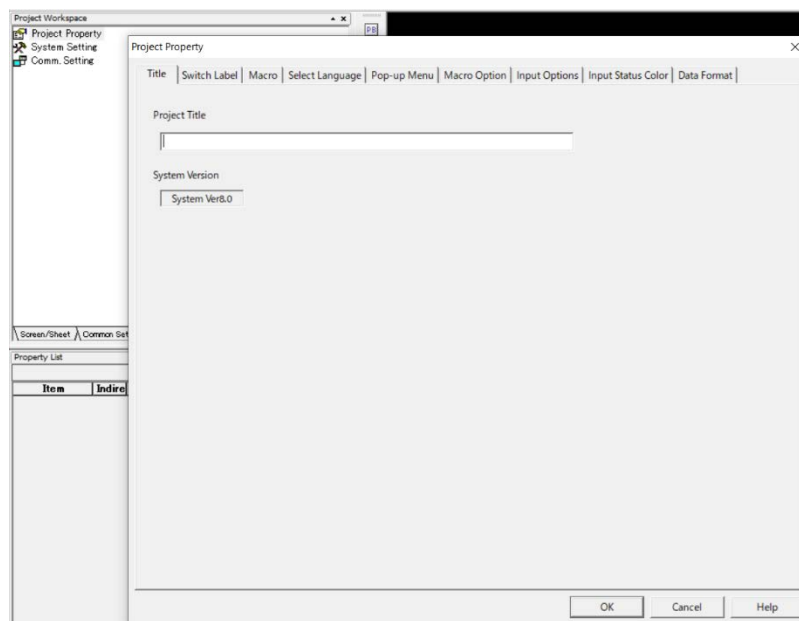 Project Workspace
PB
Project Property
System Setting
Comm. Setting
Project Property
Title Switch Label Macro Select Language Pop-up Menu Macro Option Input Options Input Status Color Data Format
Project Title
System Version
System Ver8.0
Screen/Sheet Common Set
Property List
Item Indire
OK Cancel Help